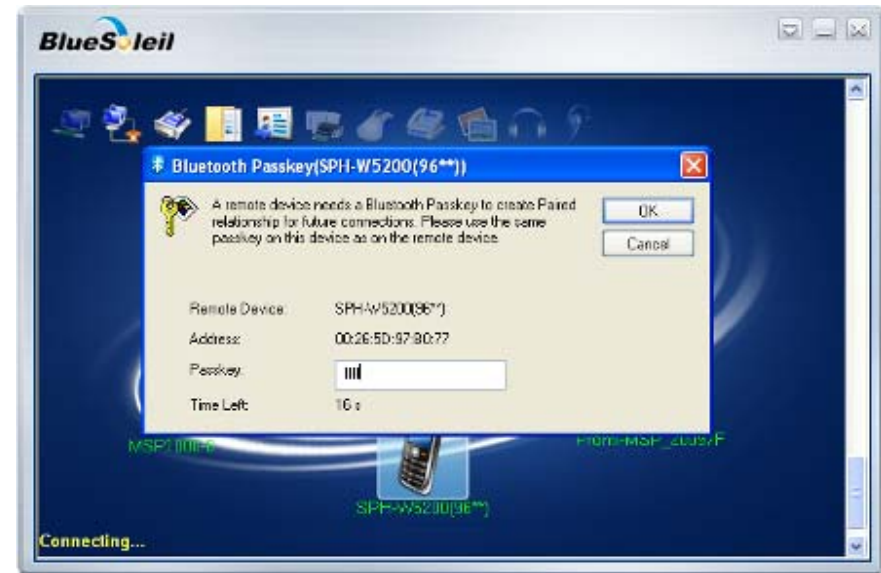 BlueSoleil
Bluetooth Passkey(SPH-W5200(96**))
A remote device needs a Bluetooth Passkey to create Paired
relationship for future connections. Please use the same
passkey on this device as on the remote device.
OK
Cancel
Remote Device: SPH-W5200(96**)
Address: 00:26:5D:97:B0:77
Passkey:
Time Left: 16 s
SPH-W5200(96**)
Connecting...